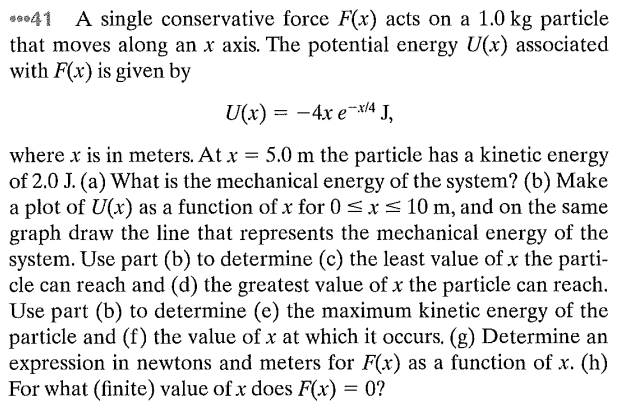 •••41 A single conservative force F(x) acts on a 1.0 kg particle
that moves along an x axis. The potential energy U(x) associated
with F(x) is given by
U(x) = −4x e^{−x/4} J,
where x is in meters. At x = 5.0 m the particle has a kinetic energy
of 2.0 J. (a) What is the mechanical energy of the system? (b) Make
a plot of U(x) as a function of x for 0 ≤ x ≤ 10 m, and on the same
graph draw the line that represents the mechanical energy of the
system. Use part (b) to determine (c) the least value of x the parti-
cle can reach and (d) the greatest value of x the particle can reach.
Use part (b) to determine (e) the maximum kinetic energy of the
particle and (f) the value of x at which it occurs. (g) Determine an
expression in newtons and meters for F(x) as a function of x. (h)
For what (finite) value of x does F(x) = 0?